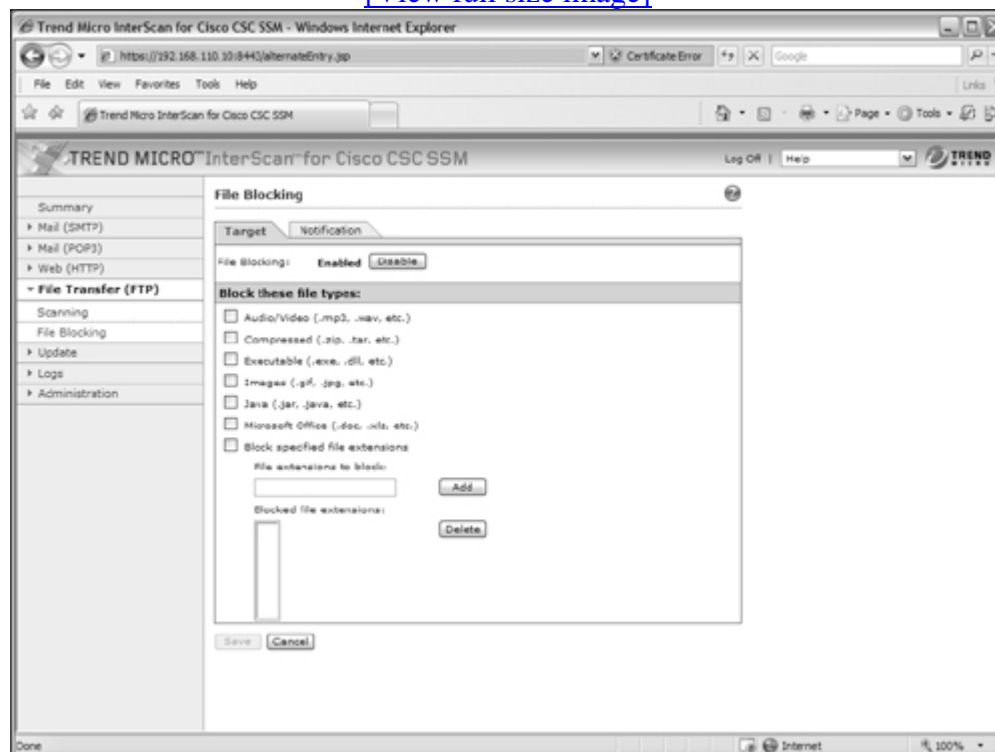 [View full size image]
Trend Micro InterScan for Cisco CSC SSM - Windows Internet Explorer
https://192.168.110.10:8443/alternateEntry.jsp Certificate Error Google
File Edit View Favorites Tools Help Links
Trend Micro InterScan for Cisco CSC SSM Page Tools Help
TREND MICRO™ InterScan™ for Cisco CSC SSM Log Off | Help TREND MICRO
File Blocking
Summary
Mail (SMTP)
Mail (POP3)
Web (HTTP)
File Transfer (FTP)
Scanning
File Blocking
Update
Logs
Administration
Target Notification
File Blocking: Enabled Disable
Block these file types:
Audio/Video (.mp3, .wav, etc.)
Compressed (.zip, .tar, etc.)
Executable (.exe, .dll, etc.)
Images (.gif, .jpg, etc.)
Java (.jar, .java, etc.)
Microsoft Office (.doc, .xls, etc.)
Block specified file extensions
File extensions to block:
Add
Blocked file extensions:
Delete
Save Cancel
Done Internet 100%